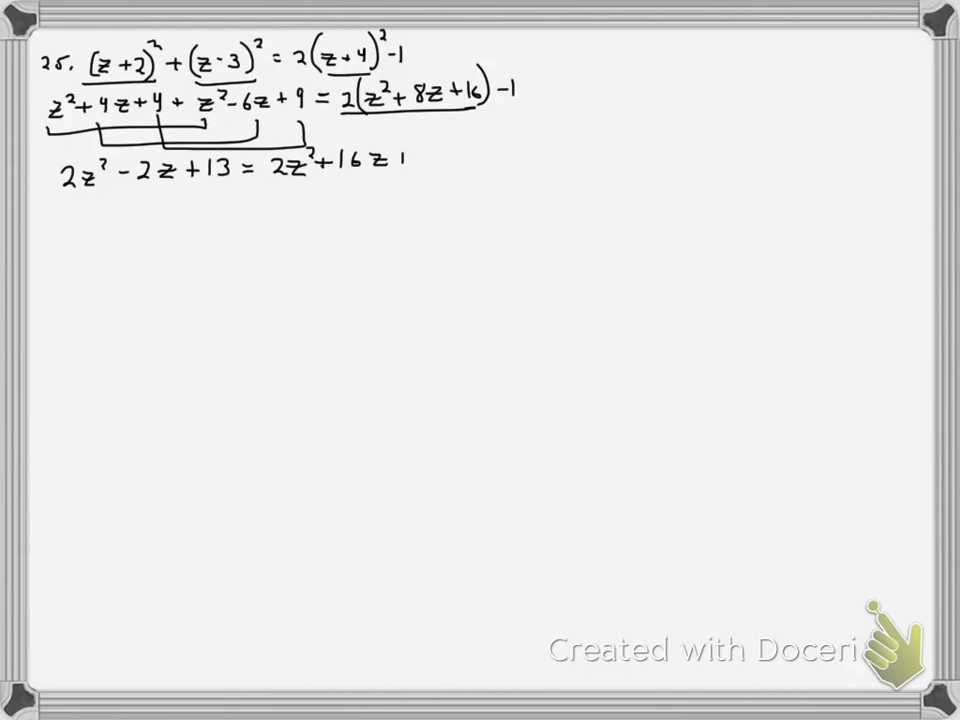 25. (z+2)² + (z-3)² = 2(z+4)² -1
z² + 4z + 4 + z² - 6z + 9 = 2(z² + 8z + 16) - 1
2z² - 2z + 13 = 2z² + 16z
Created with Doceri